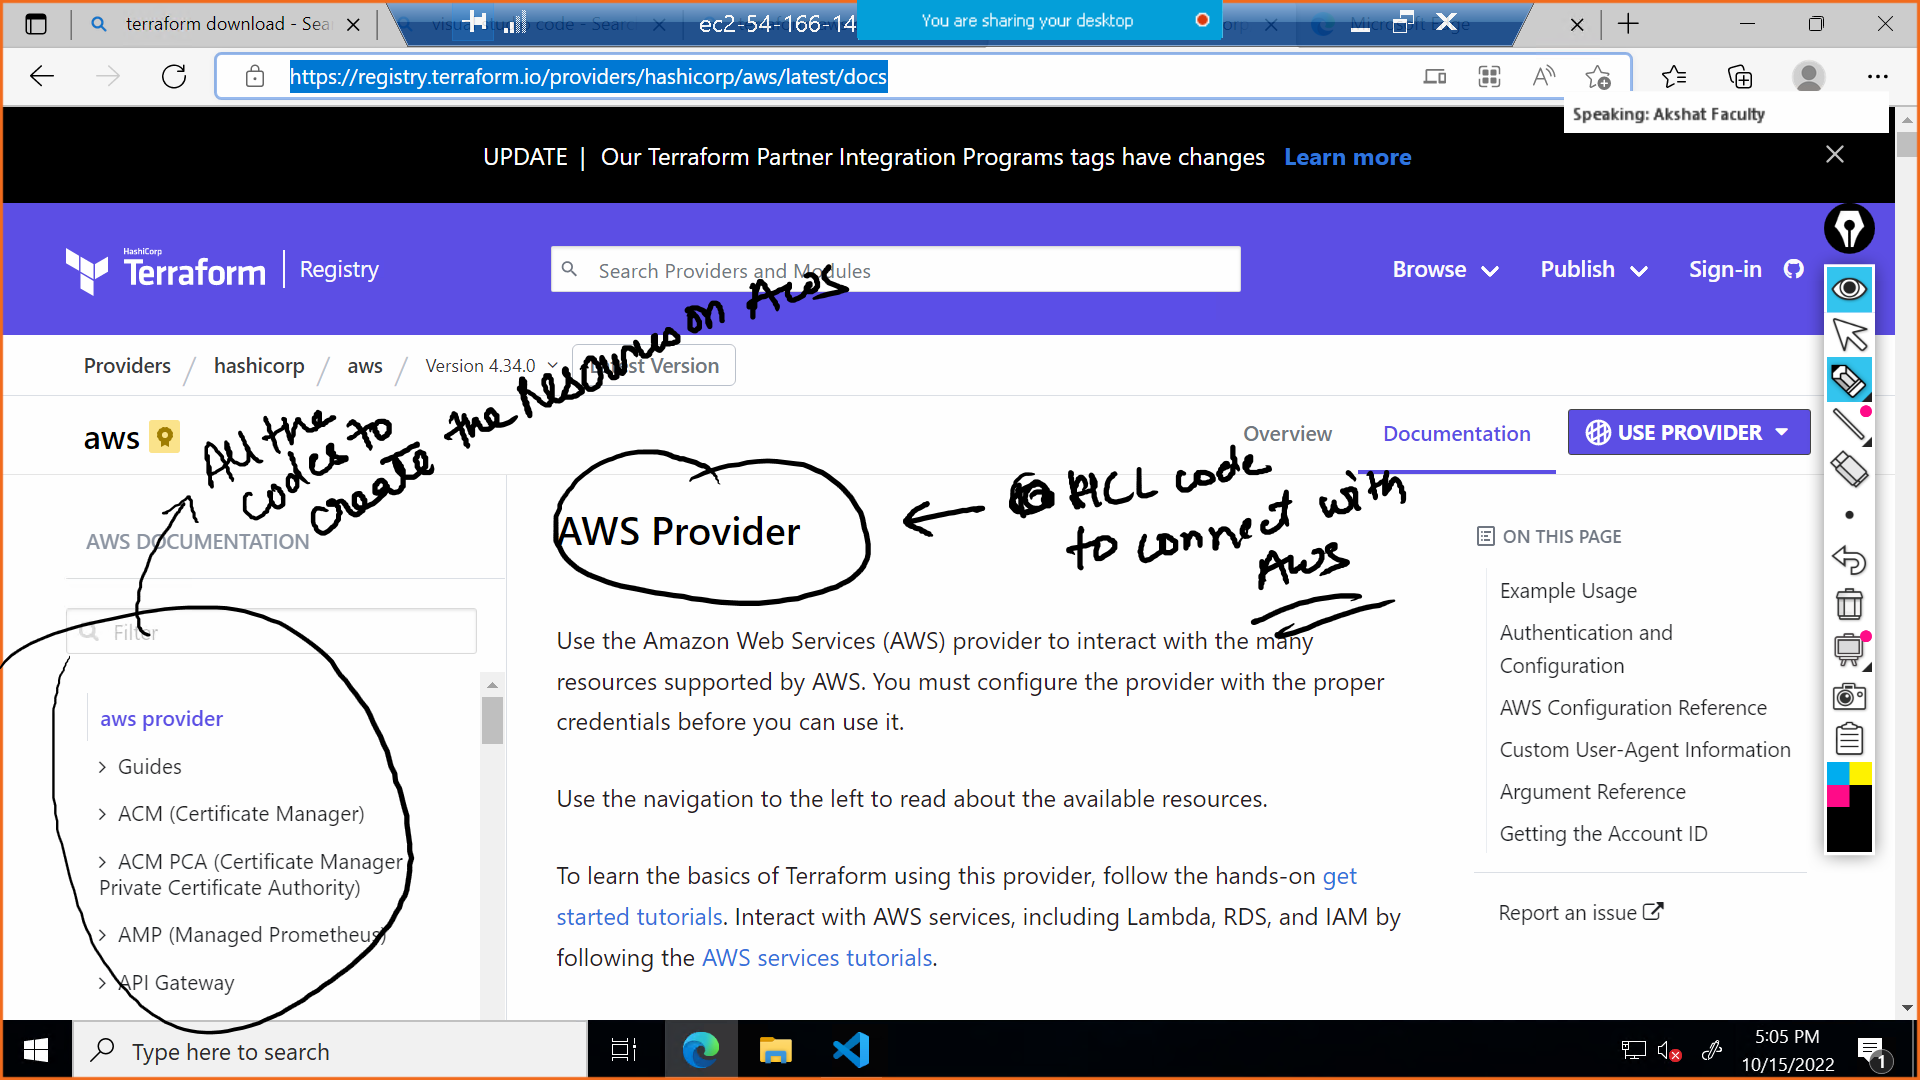 terraform download - Sea
visual studio code - Search
ec2-54-166-14
You are sharing your desktop
Microsoft Edge
https://registry.terraform.io/providers/hashicorp/aws/latest/docs
Speaking: Akshat Faculty
UPDATE | Our Terraform Partner Integration Programs tags have changes Learn more
HashiCorp
Terraform Registry
Search Providers and Modules
Browse
Publish
Sign-in
Providers / hashicorp / aws / Version 4.34.0
Latest Version
aws
Overview
Documentation
USE PROVIDER
All the
codes to
create the Resources on Aws
HCL code
to connect with
Aws
AWS DOCUMENTATION
Filter
aws provider
Guides
ACM (Certificate Manager)
ACM PCA (Certificate Manager
Private Certificate Authority)
AMP (Managed Prometheus)
API Gateway
AWS Provider
Use the Amazon Web Services (AWS) provider to interact with the many
resources supported by AWS. You must configure the provider with the proper
credentials before you can use it.
Use the navigation to the left to read about the available resources.
To learn the basics of Terraform using this provider, follow the hands-on get
started tutorials. Interact with AWS services, including Lambda, RDS, and IAM by
following the AWS services tutorials.
ON THIS PAGE
Example Usage
Authentication and
Configuration
AWS Configuration Reference
Custom User-Agent Information
Argument Reference
Getting the Account ID
Report an issue
Type here to search
5:05 PM
10/15/2022
1